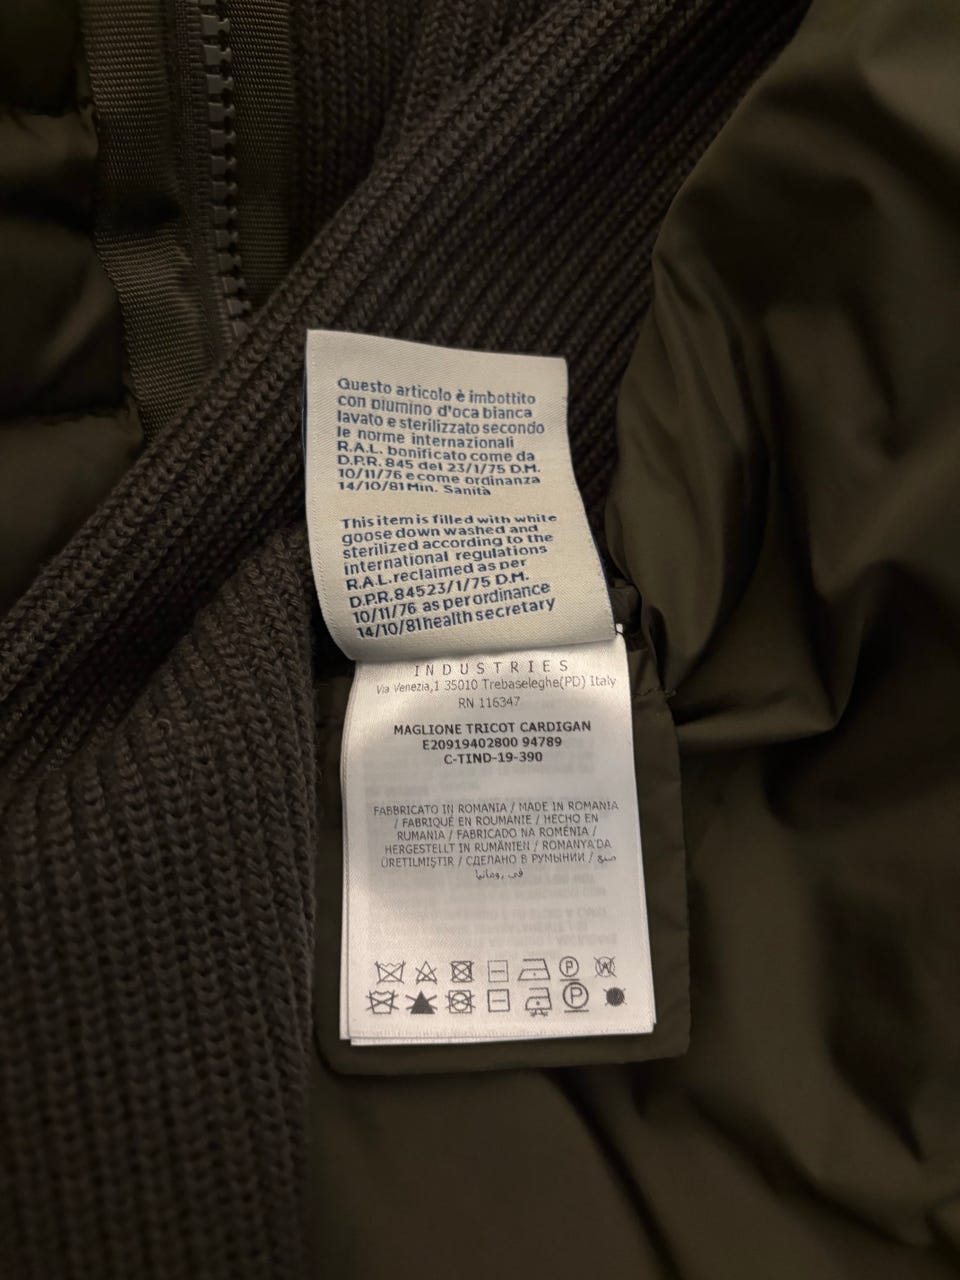 Questo articolo è imbottito
con piumino d'oca bianca
lavato e sterilizzato secondo
le norme internazionali
R.A.L. bonificato come da
D.P.R. 845 del 23/1/75 D.M.
10/11/76 e come ordinanza
14/10/81 Min. Sanità
This item is filled with white
goose down washed and
sterilized according to the
international regulations
R.A.L. reclaimed as per
D.P.R. 84523/1/75 D.M.
10/11/76 as per ordinance
14/10/81 health secretary
INDUSTRIES
Via Venezia,1 35010 Trebaseleghe(PD) Italy
RN 116347
MAGLIONE TRICOT CARDIGAN
E20919402800 94789
C-TIND-19-390
FABBRICATO IN ROMANIA / MADE IN ROMANIA
/ FABRIQUÉ EN ROUMANIE / HECHO EN
RUMANIA / FABRICADO NA ROMÉNIA /
HERGESTELLT IN RUMÄNIEN / ROMANYA'DA
ÜRETILMIŞTIR / СДЕЛАНО В РУМЫНИИ / صنع
في رومانيا